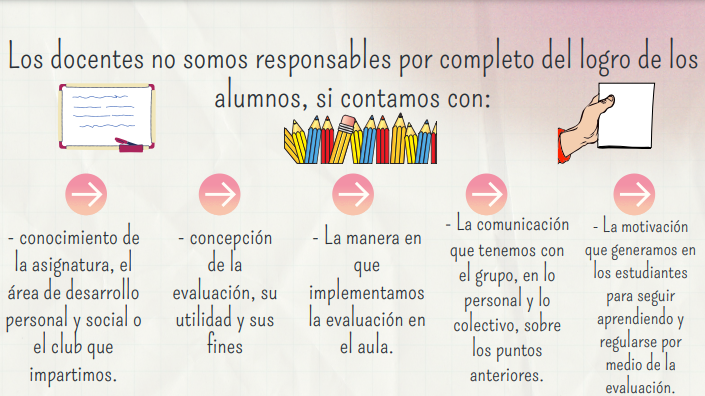 Los docentes no somos responsables por completo del logro de los
alumnos, si contamos con:
- conocimiento de
la asignatura, el
área de desarrollo
personal y social o
el club que
impartimos.
- concepción
de la
evaluación, su
utilidad y sus
fines
- La manera en
que
implementamos
la evaluación en
el aula.
- La comunicación
que tenemos con
el grupo, en lo
personal y lo
colectivo, sobre
los puntos
anteriores.
- La motivación
que generamos en
los estudiantes
para seguir
aprendiendo y
regularse por
medio de la
evaluación.